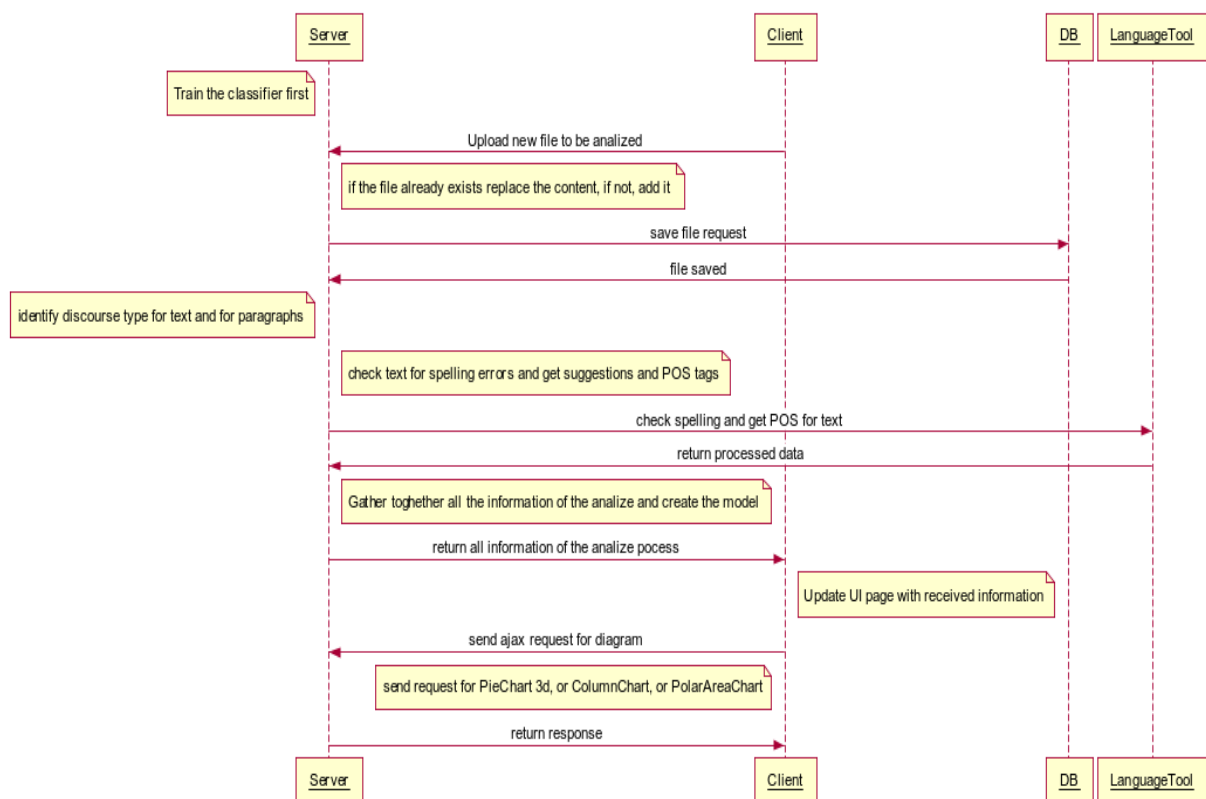 Server Client DB LanguageTool
Train the classifier first
Upload new file to be analized
if the file already exists replace the content, if not, add it
save file request
file saved
identify discourse type for text and for paragraphs
check text for spelling errors and get suggestions and POS tags
check spelling and get POS for text
return processed data
Gather toghether all the information of the analize and create the model
return all information of the analize pocess
Update UI page with received information
send ajax request for diagram
send request for PieChart 3d, or ColumnChart, or PolarAreaChart
return response
Server Client DB LanguageTool